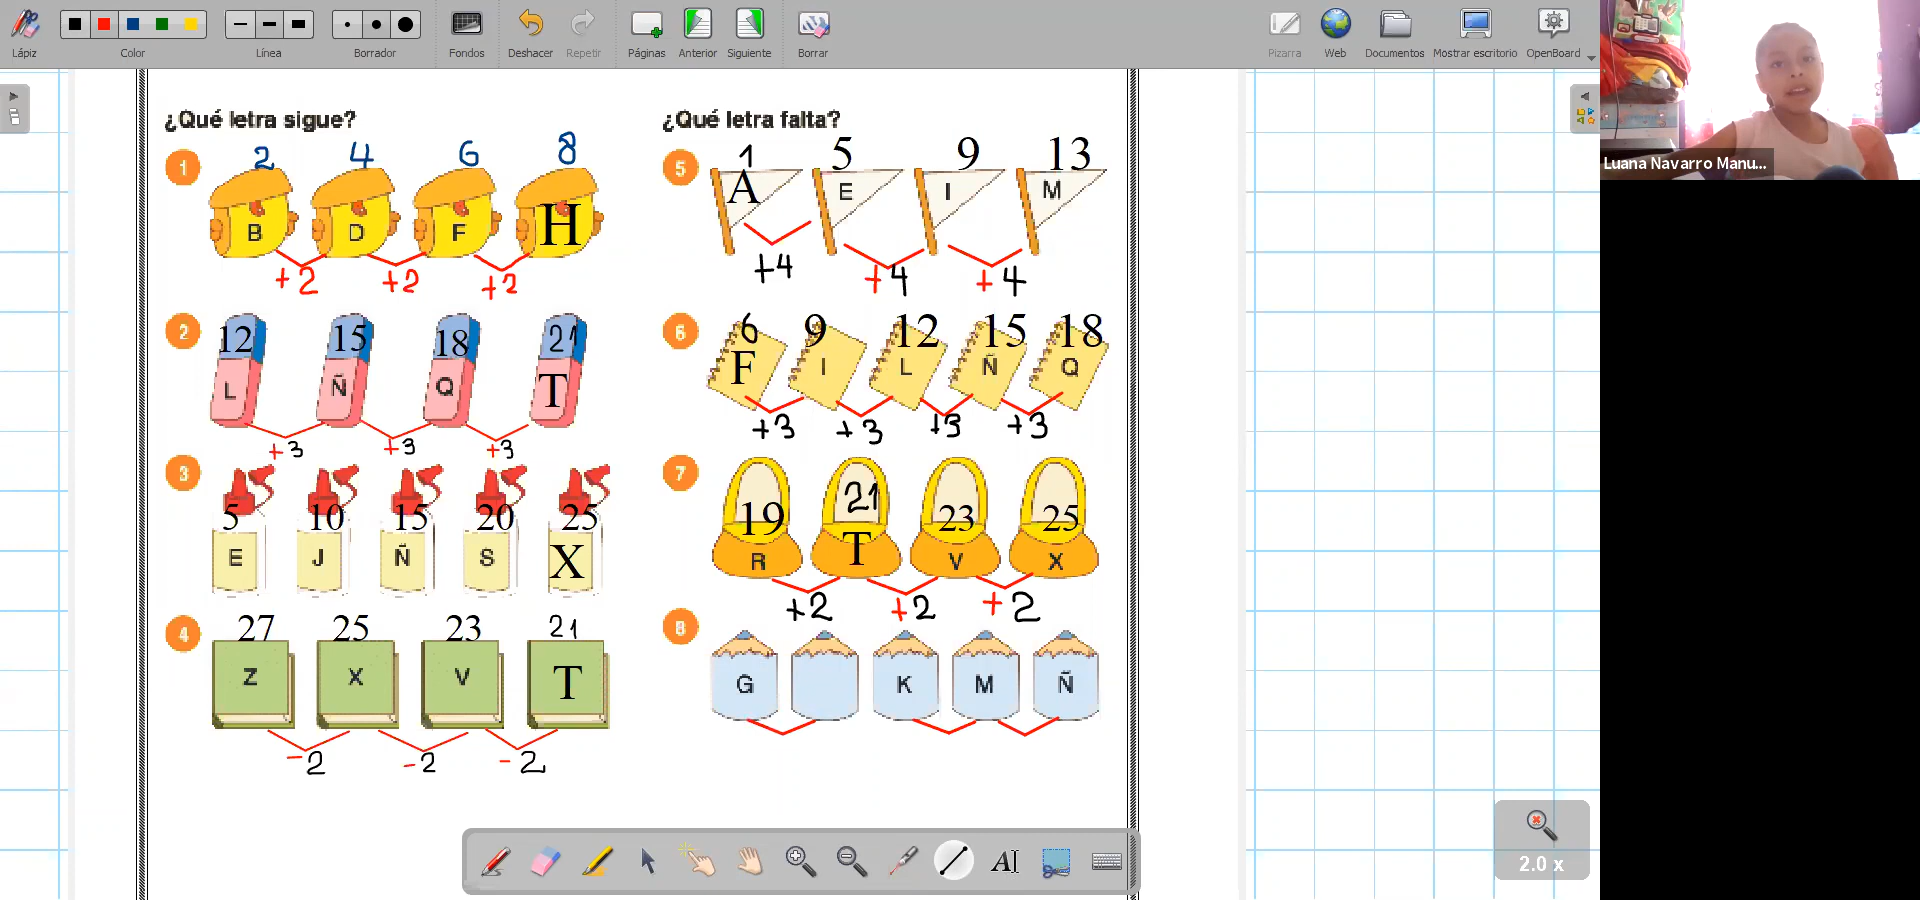 Lápiz
Color
Línea
Borrador
Fondos
Deshacer
Repetir
Páginas
Anterior
Siguiente
Borrar
Pizarra
Web
Documentos
Mostrar escritorio
OpenBoard
Luana Navarro Manu...
¿Qué letra sigue?
1
2 4 6 8
B D F H
+2 +2 +2
2
12 15 18 21
L Ñ Q T
+3 +3 +3
3
5 10 15 20 25
E J Ñ S X
4
27 25 23 21
Z X V T
-2 -2 -2
¿Qué letra falta?
5
1 5 9 13
A E I M
+4 +4 +4
6
6 9 12 15 18
F I L Ñ Q
+3 +3 +3 +3
7
19 21 23 25
R T V X
+2 +2 +2
8
G K M Ñ
AI
2.0 x